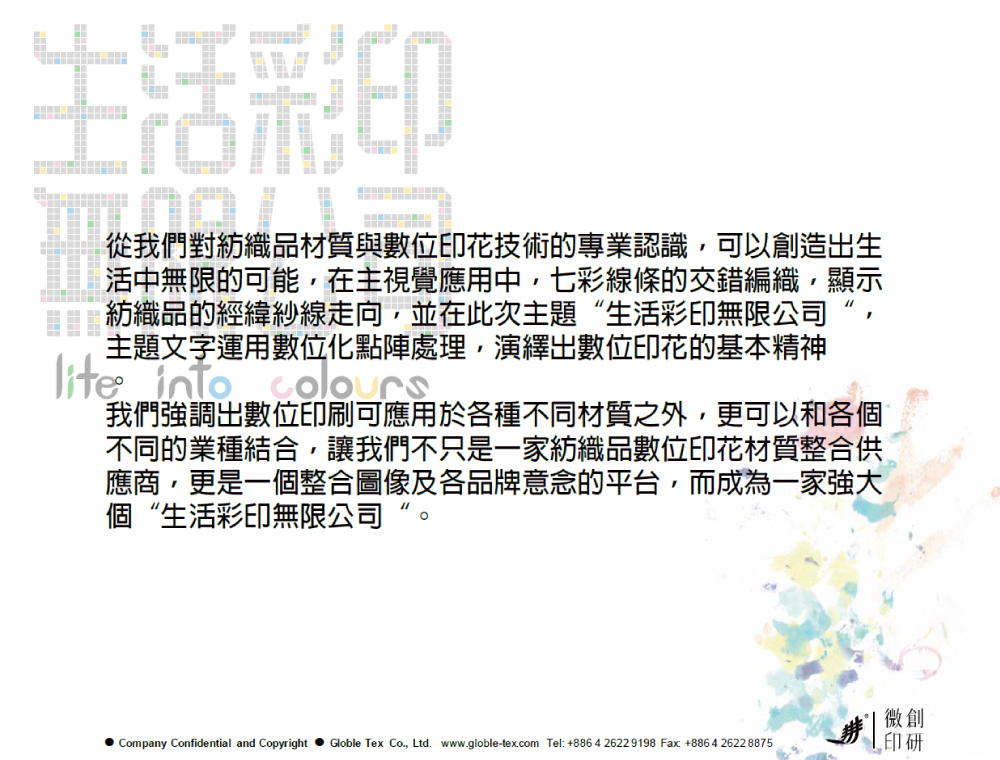 生活彩印
無限公司
life into colours
從我們對紡織品材質與數位印花技術的專業認識，可以創造出生
活中無限的可能，在主視覺應用中，七彩線條的交錯編織，顯示
紡織品的經緯紗線走向，並在此次主題“生活彩印無限公司“，
主題文字運用數位化點陣處理，演繹出數位印花的基本精神
。
我們強調出數位印刷可應用於各種不同材質之外，更可以和各個
不同的業種結合，讓我們不只是一家紡織品數位印花材質整合供
應商，更是一個整合圖像及各品牌意念的平台，而成為一家強大
個“生活彩印無限公司“。
● Company Confidential and Copyright ● Globle Tex Co., Ltd. www.globle-tex.com Tel: +886 4 2622 9198 Fax: +886 4 2622 8875
微創
印研